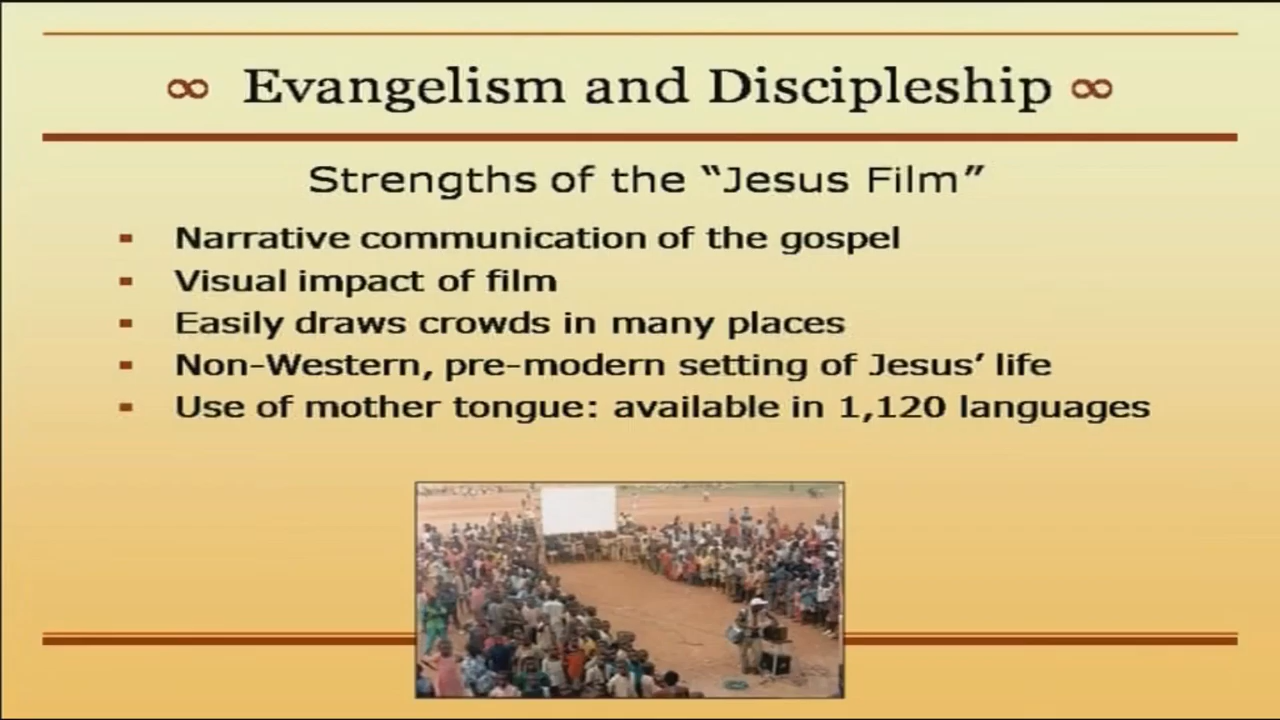 ∞ Evangelism and Discipleship ∞
Strengths of the “Jesus Film”
▪ Narrative communication of the gospel
▪ Visual impact of film
▪ Easily draws crowds in many places
▪ Non-Western, pre-modern setting of Jesus’ life
▪ Use of mother tongue: available in 1,120 languages